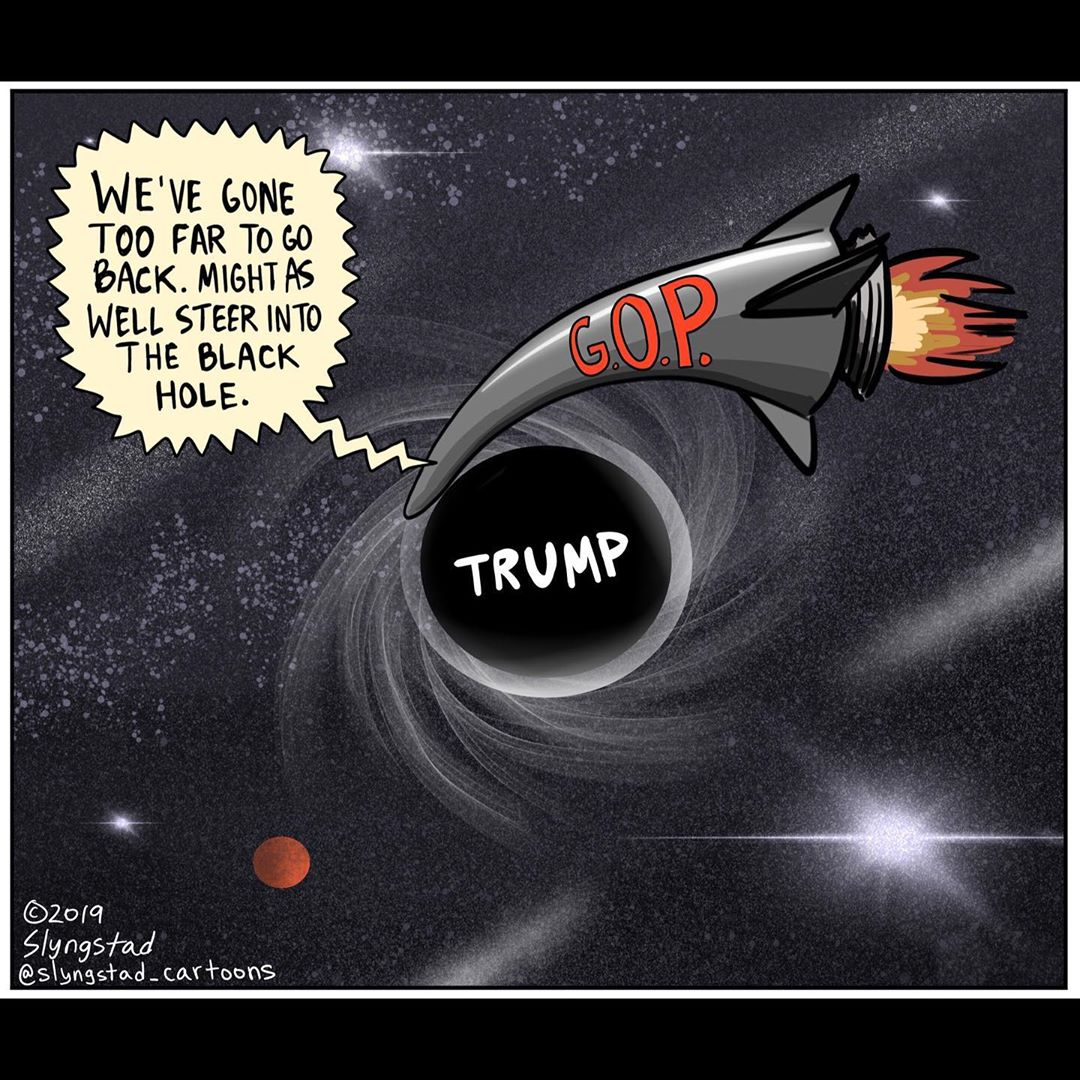 WE'VE GONE
TOO FAR TO GO
BACK. MIGHT AS
WELL STEER INTO
THE BLACK
HOLE.
G.O.P.
TRUMP
©2019
Slyngstad
@slyngstad_cartoons